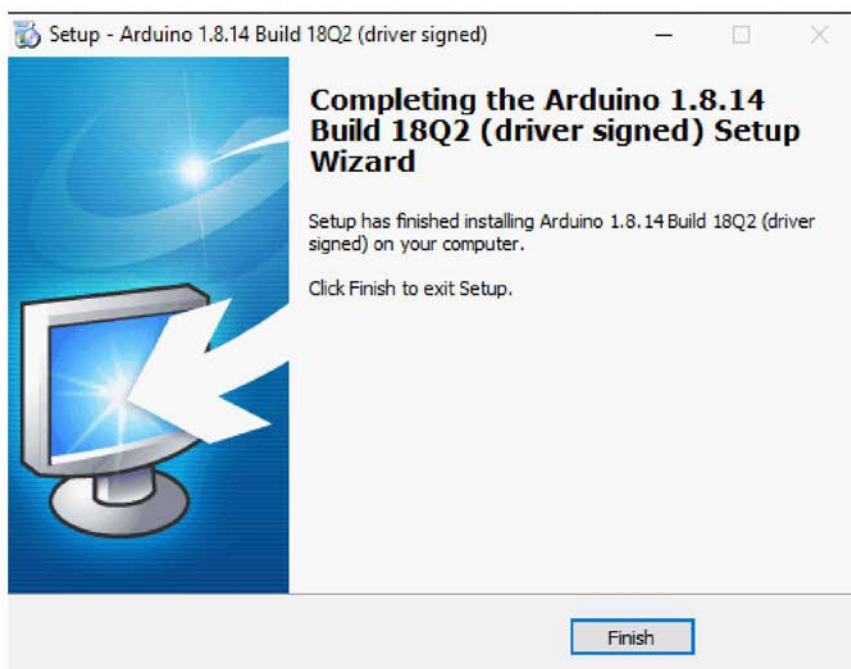 Setup - Arduino 1.8.14 Build 18Q2 (driver signed)
Completing the Arduino 1.8.14
Build 18Q2 (driver signed) Setup
Wizard
Setup has finished installing Arduino 1.8.14 Build 18Q2 (driver
signed) on your computer.
Click Finish to exit Setup.
Finish